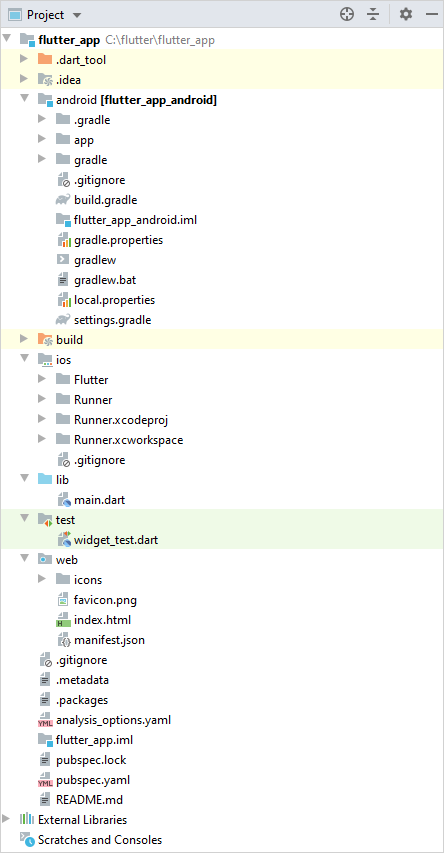 Project
flutter_app C:\flutter\flutter_app
.dart_tool
.idea
android [flutter_app_android]
.gradle
app
gradle
.gitignore
build.gradle
flutter_app_android.iml
gradle.properties
gradlew
gradlew.bat
local.properties
settings.gradle
build
ios
Flutter
Runner
Runner.xcodeproj
Runner.xcworkspace
.gitignore
lib
main.dart
test
widget_test.dart
web
icons
favicon.png
index.html
manifest.json
.gitignore
.metadata
.packages
YML analysis_options.yaml
flutter_app.iml
pubspec.lock
YML pubspec.yaml
README.md
External Libraries
Scratches and Consoles